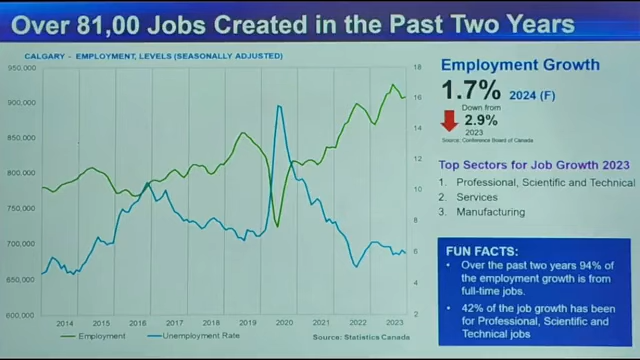 Over 81,00 Jobs Created in the Past Two Years
CALGARY - EMPLOYMENT, LEVELS (SEASONALLY ADJUSTED)
950,000
900,000
850,000
800,000
750,000
700,000
650,000
600,000
18
16
14
12
10
8
6
4
2
2014 2015 2016 2017 2018 2019 2020 2021 2022 2023
Employment Unemployment Rate Source: Statistics Canada
Employment Growth
1.7% 2024 (F)
Down from
2.9%
2023
Source: Conference Board of Canada
Top Sectors for Job Growth 2023
1. Professional, Scientific and Technical
2. Services
3. Manufacturing
FUN FACTS:
• Over the past two years 94% of
the employment growth is from
full-time jobs.
• 42% of the job growth has been
for Professional, Scientific and
Technical jobs